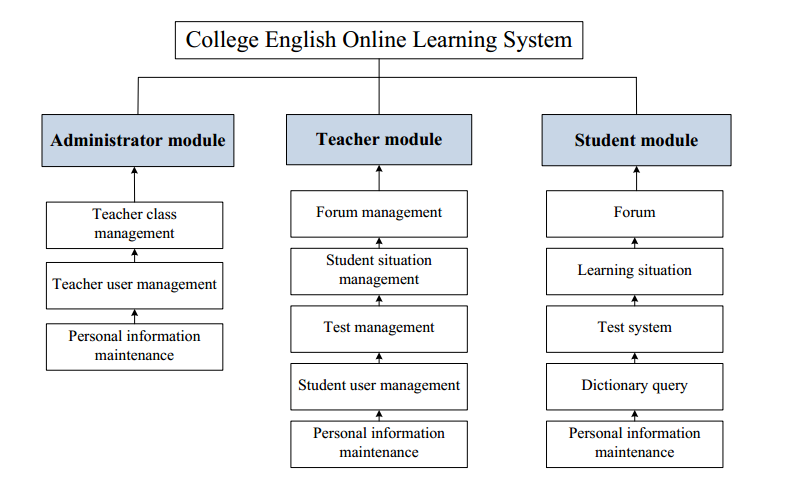 College English Online Learning System
Administrator module
Teacher class
management
Teacher user management
Personal information
maintenance
Teacher module
Forum management
Student situation
management
Test management
Student user management
Personal information
maintenance
Student module
Forum
Learning situation
Test system
Dictionary query
Personal information
maintenance